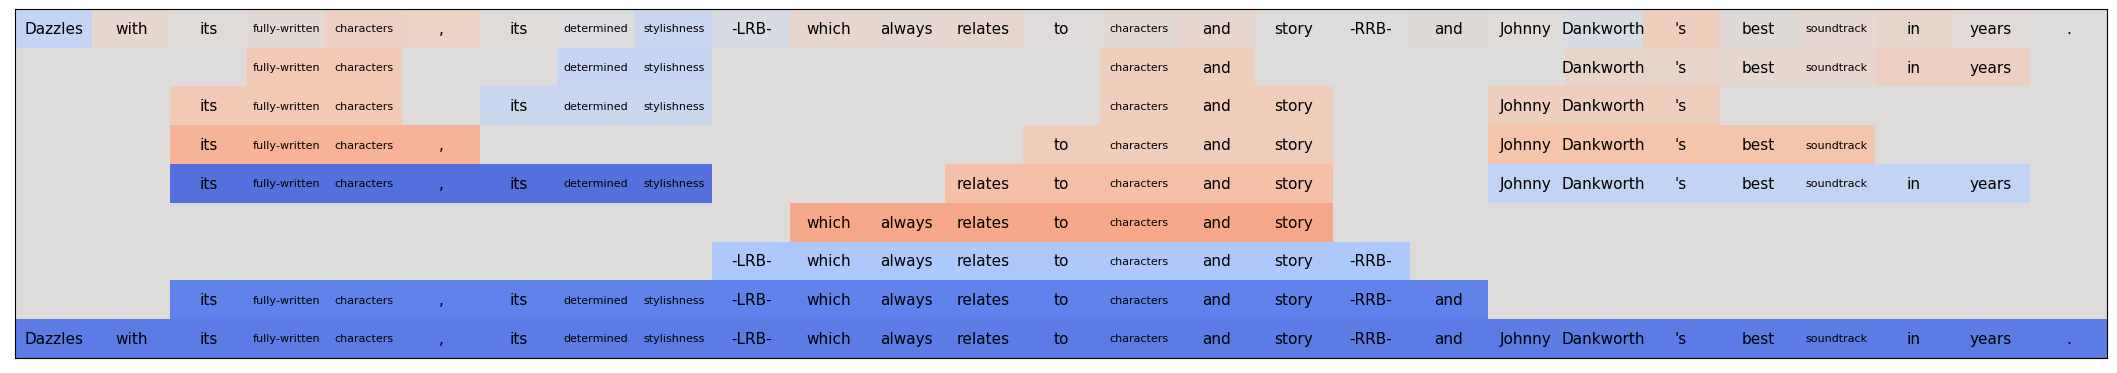 Dazzles with its fully-written characters , its determined stylishness -LRB- which always relates to characters and story -RRB- and Johnny Dankworth 's best soundtrack in years .
fully-written characters determined stylishness characters and Dankworth 's best soundtrack in years
its fully-written characters its determined stylishness characters and story Johnny Dankworth 's
its fully-written characters , to characters and story Johnny Dankworth 's best soundtrack
its fully-written characters , its determined stylishness relates to characters and story Johnny Dankworth 's best soundtrack in years
which always relates to characters and story
-LRB- which always relates to characters and story -RRB-
its fully-written characters , its determined stylishness -LRB- which always relates to characters and story -RRB- and
Dazzles with its fully-written characters , its determined stylishness -LRB- which always relates to characters and story -RRB- and Johnny Dankworth 's best soundtrack in years .